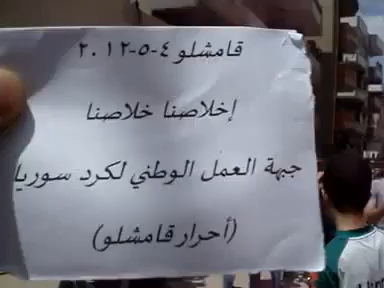 قامشلو ٤-٥-٢٠١٢
إخلاصنا خلاصنا
جبهة العمل الوطني لكرد سوريا
(أحرار قامشلو)